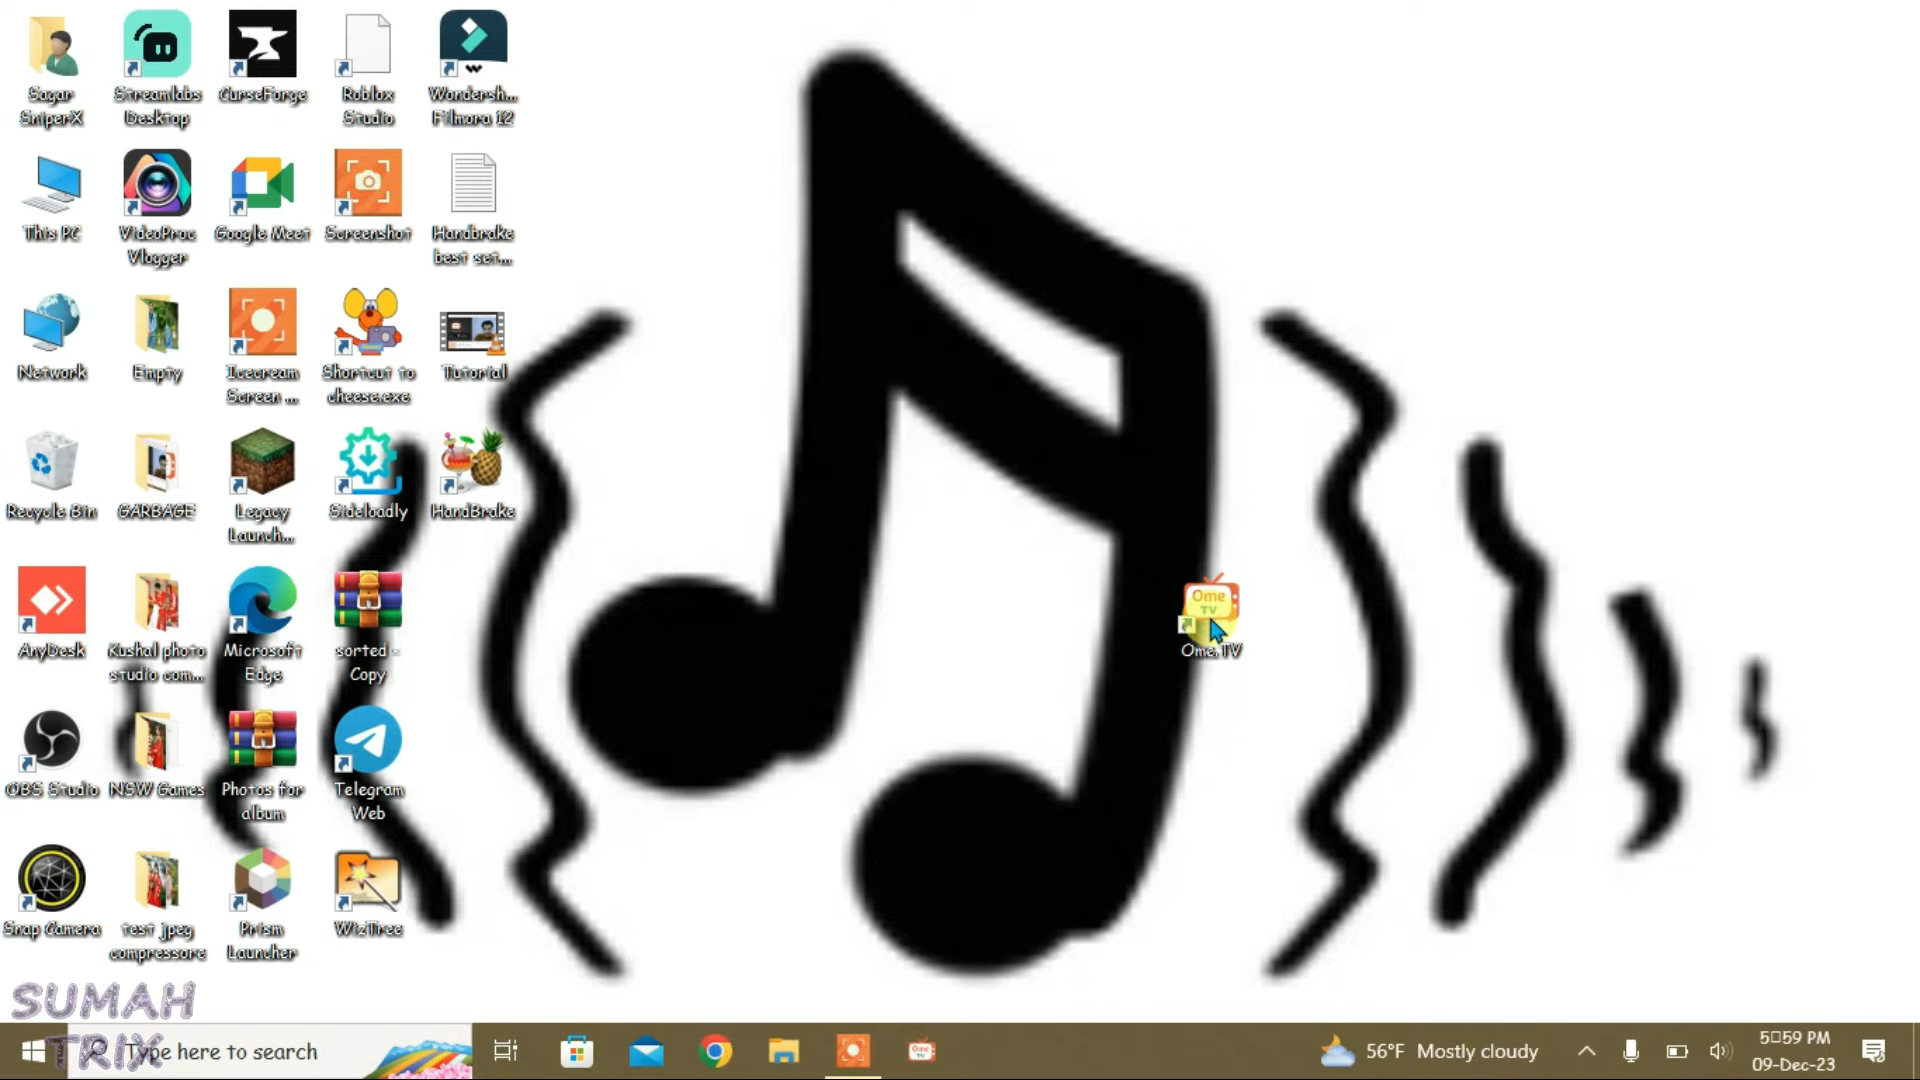 Sagar
SniperX
Streamlabs
Desktop
CurseForge
Roblox
Studio
Wondersh...
Filmora 12
This PC
VideoProc
Vlogger
Google Meet
Screenshot
Handbrake
best set...
Network
Empty
Icecream
Screen ...
Shortcut to
cheese.exe
Tutorial
Recycle Bin
GARBAGE
Legacy
Launch...
Sideloadly
HandBrake
AnyDesk
Kushal photo
studio com...
Microsoft
Edge
sorted -
Copy
Ome
TV
Ome.TV
OBS Studio
NSW Games
Photos for
album
Telegram
Web
Snap Camera
test jpeg
compressore
Prism
Launcher
WizTree
SUMAH
TRIX
Type here to search
Ome
TV
56°F Mostly cloudy
5□59 PM
09-Dec-23